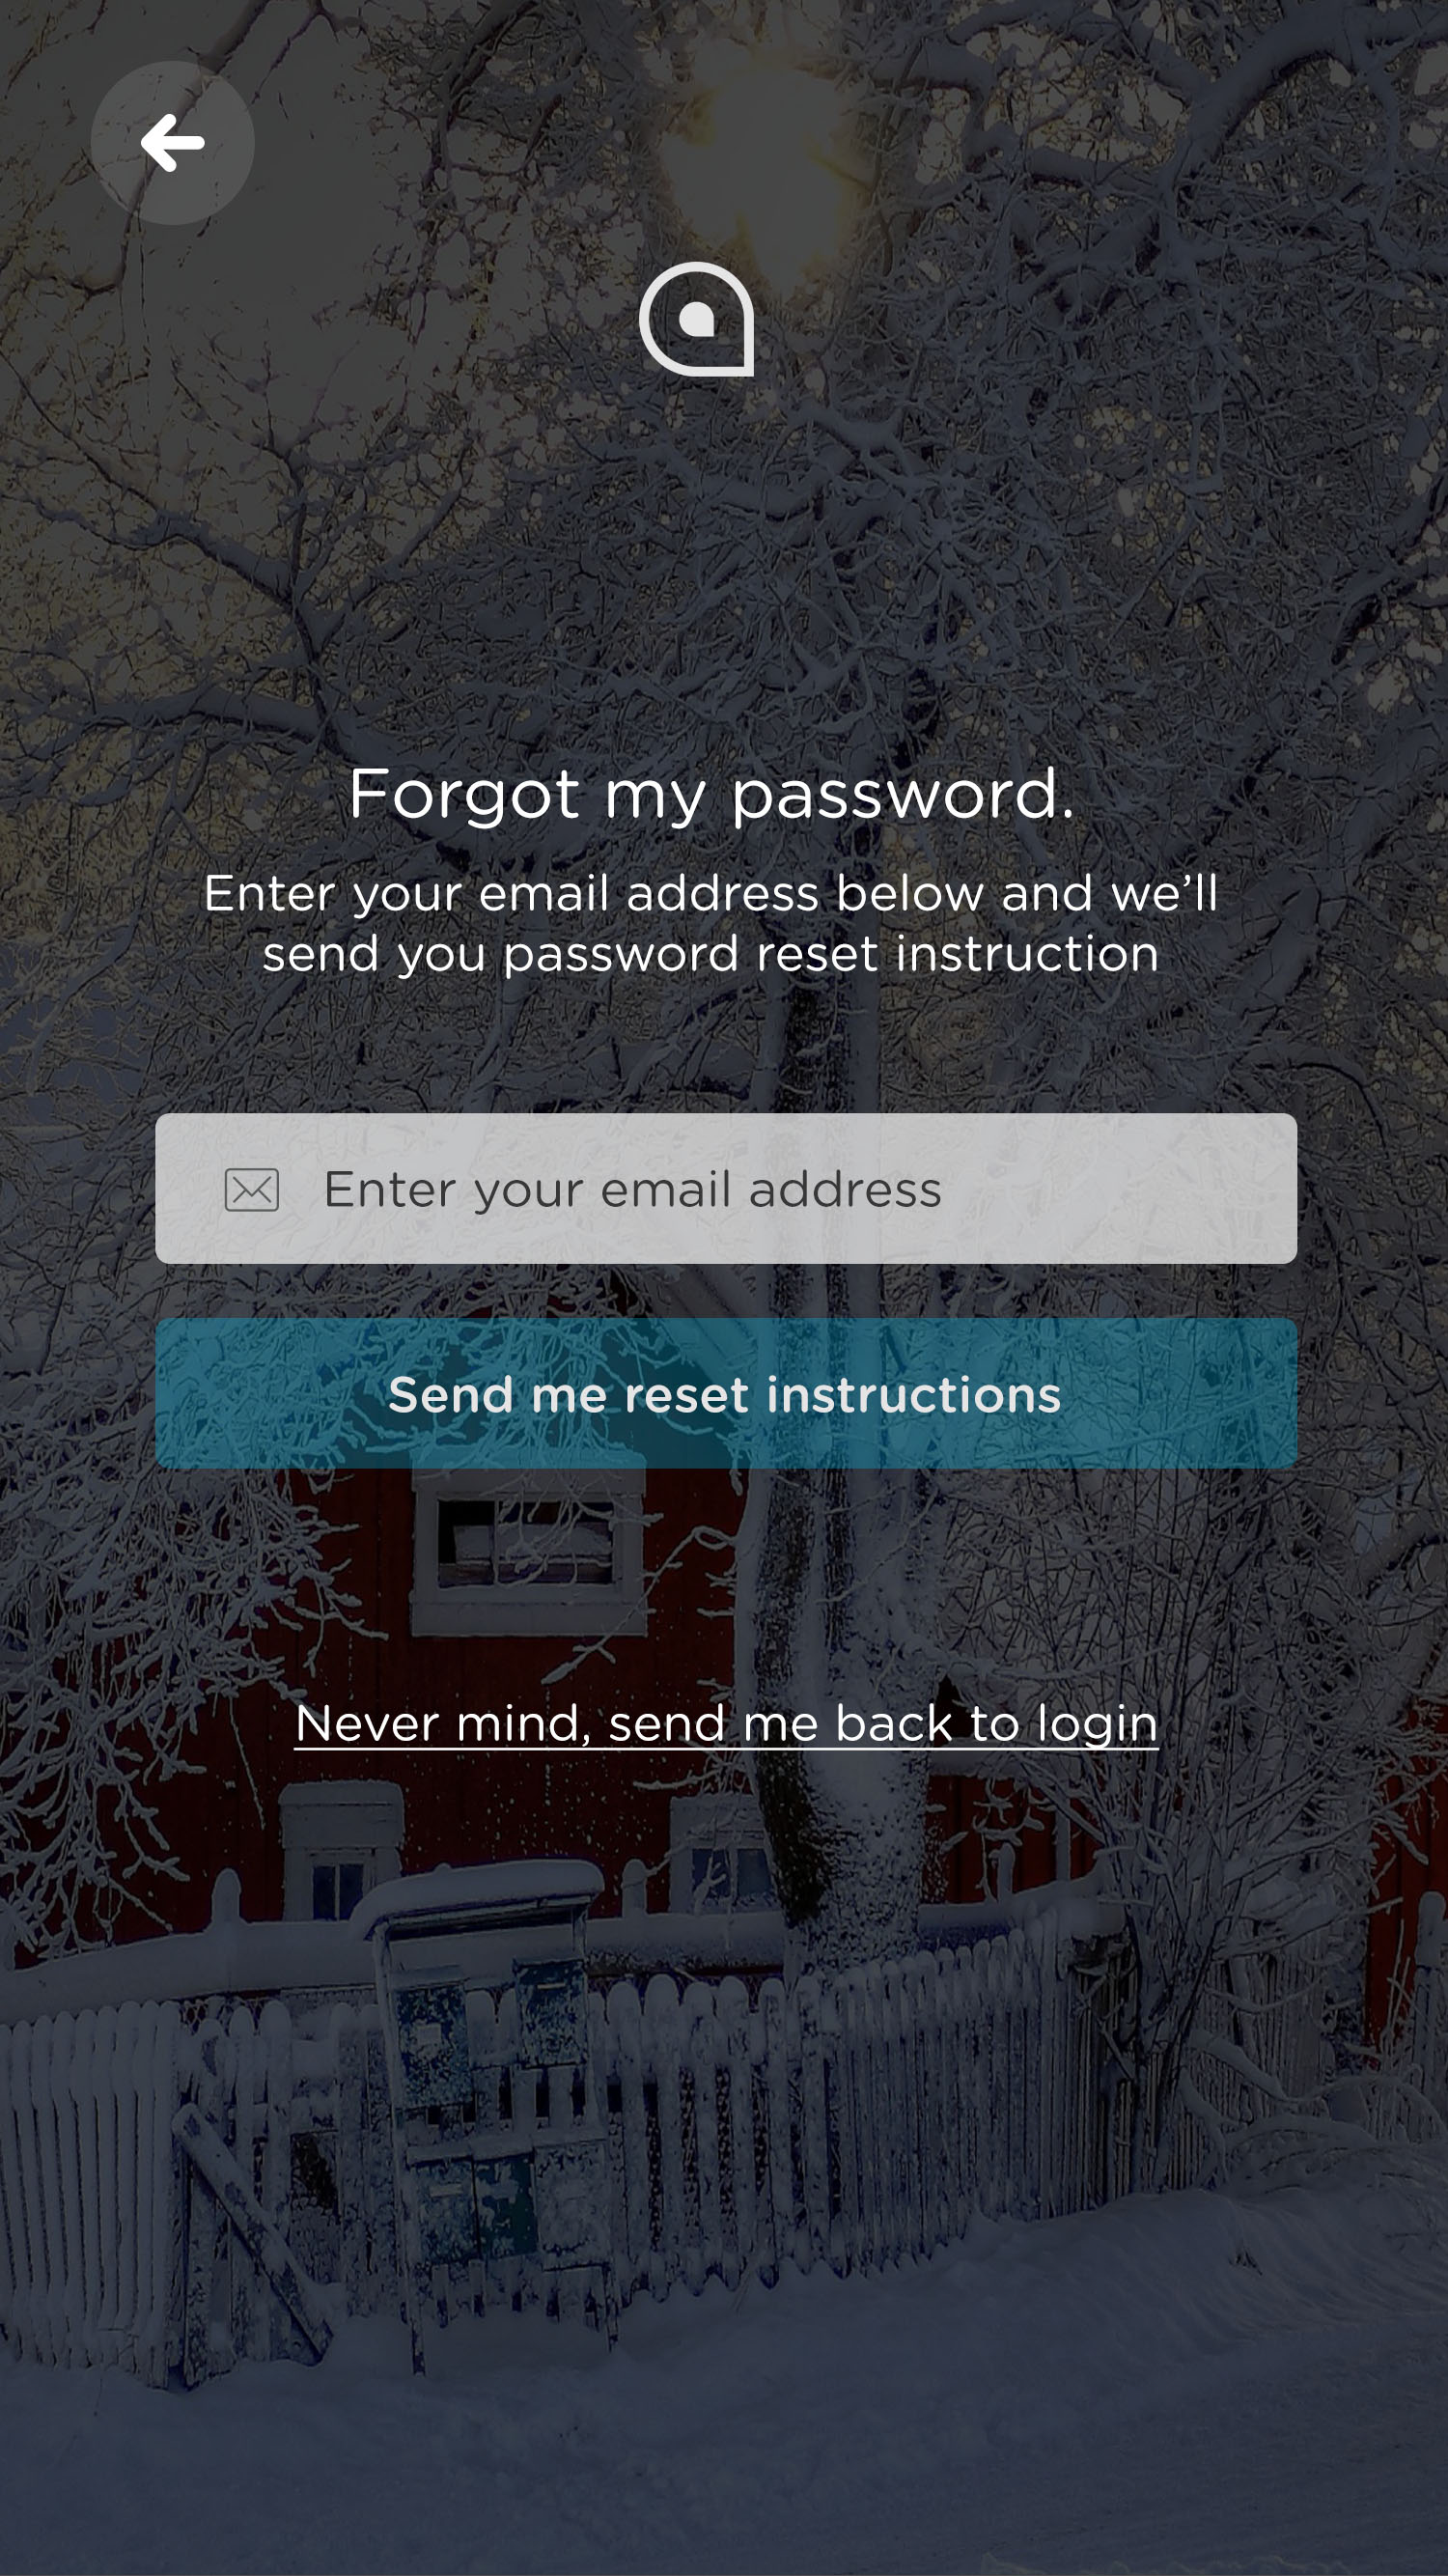 Forgot my password.
Enter your email address below and we’ll
send you password reset instruction
Enter your email address
Send me reset instructions
Never mind, send me back to login